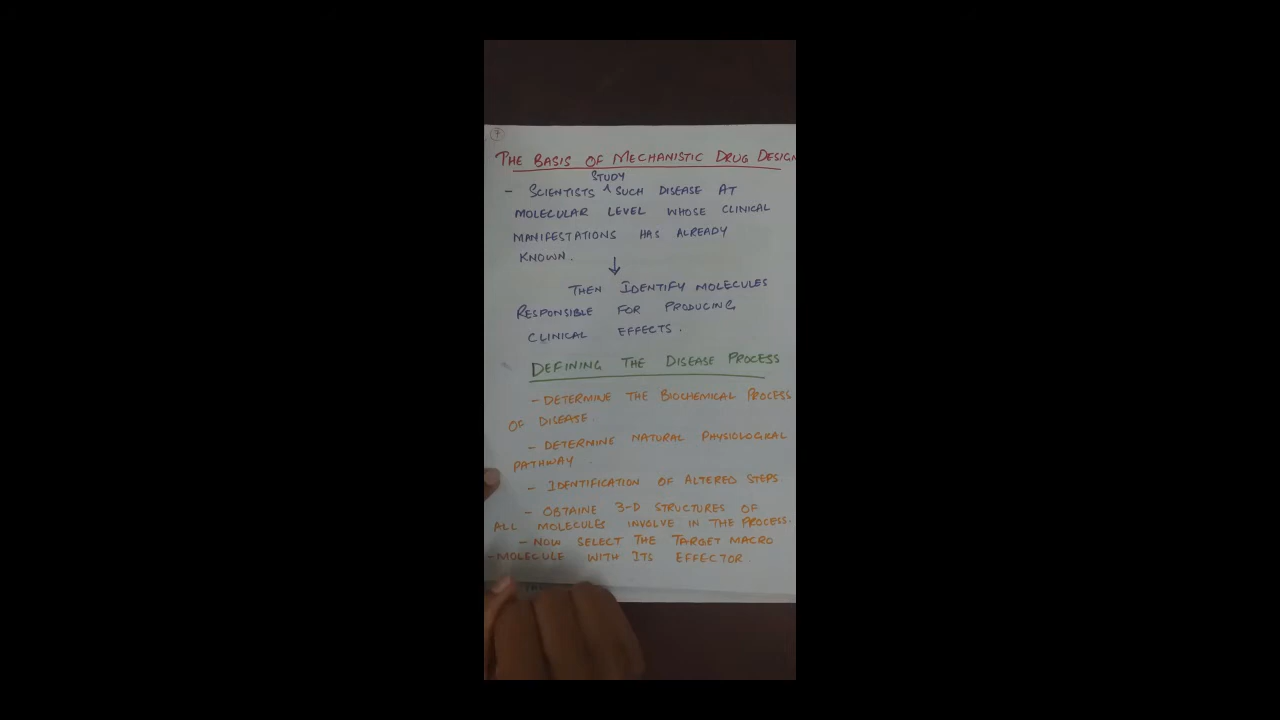 7
THE BASIS OF MECHANISTIC DRUG DESIGN
STUDY
- SCIENTISTS ^ SUCH DISEASE AT
MOLECULAR LEVEL WHOSE CLINICAL
MANIFESTATIONS HAS ALREADY
KNOWN.
↓
THEN IDENTIFY MOLECULES
RESPONSIBLE FOR PRODUCING
CLINICAL EFFECTS.
DEFINING THE DISEASE PROCESS
- DETERMINE THE BIOCHEMICAL PROCESS
OF DISEASE.
- DETERMINE NATURAL PHYSIOLOGICAL
PATHWAY.
- IDENTIFICATION OF ALTERED STEPS.
- OBTAINE 3-D STRUCTURES OF
ALL MOLECULES INVOLVE IN THE PROCESS.
- NOW SELECT THE TARGET MACRO
-MOLECULE WITH ITS EFFECTOR.